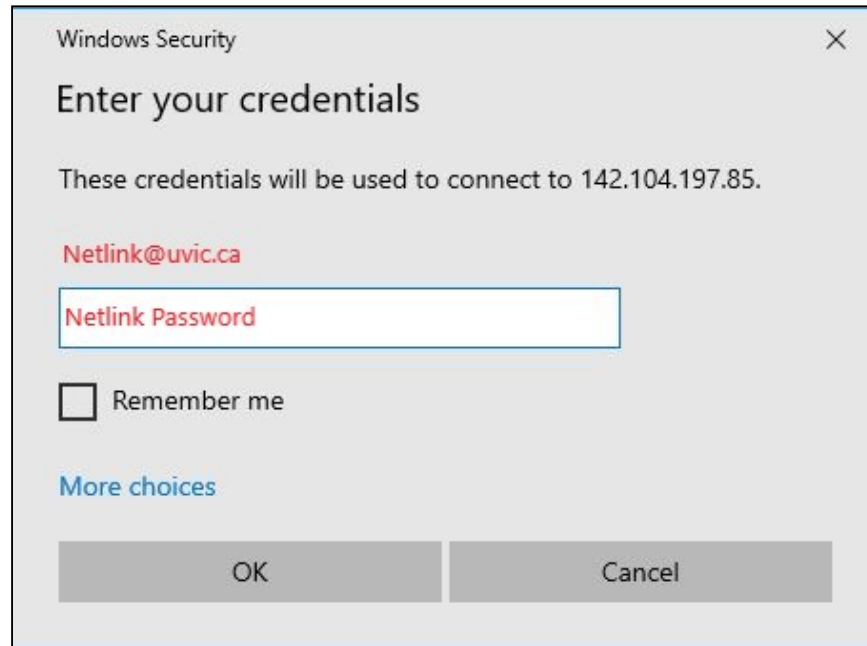 Windows Security
Enter your credentials
These credentials will be used to connect to 142.104.197.85.
Netlink@uvic.ca
Netlink Password
Remember me
More choices
OK Cancel